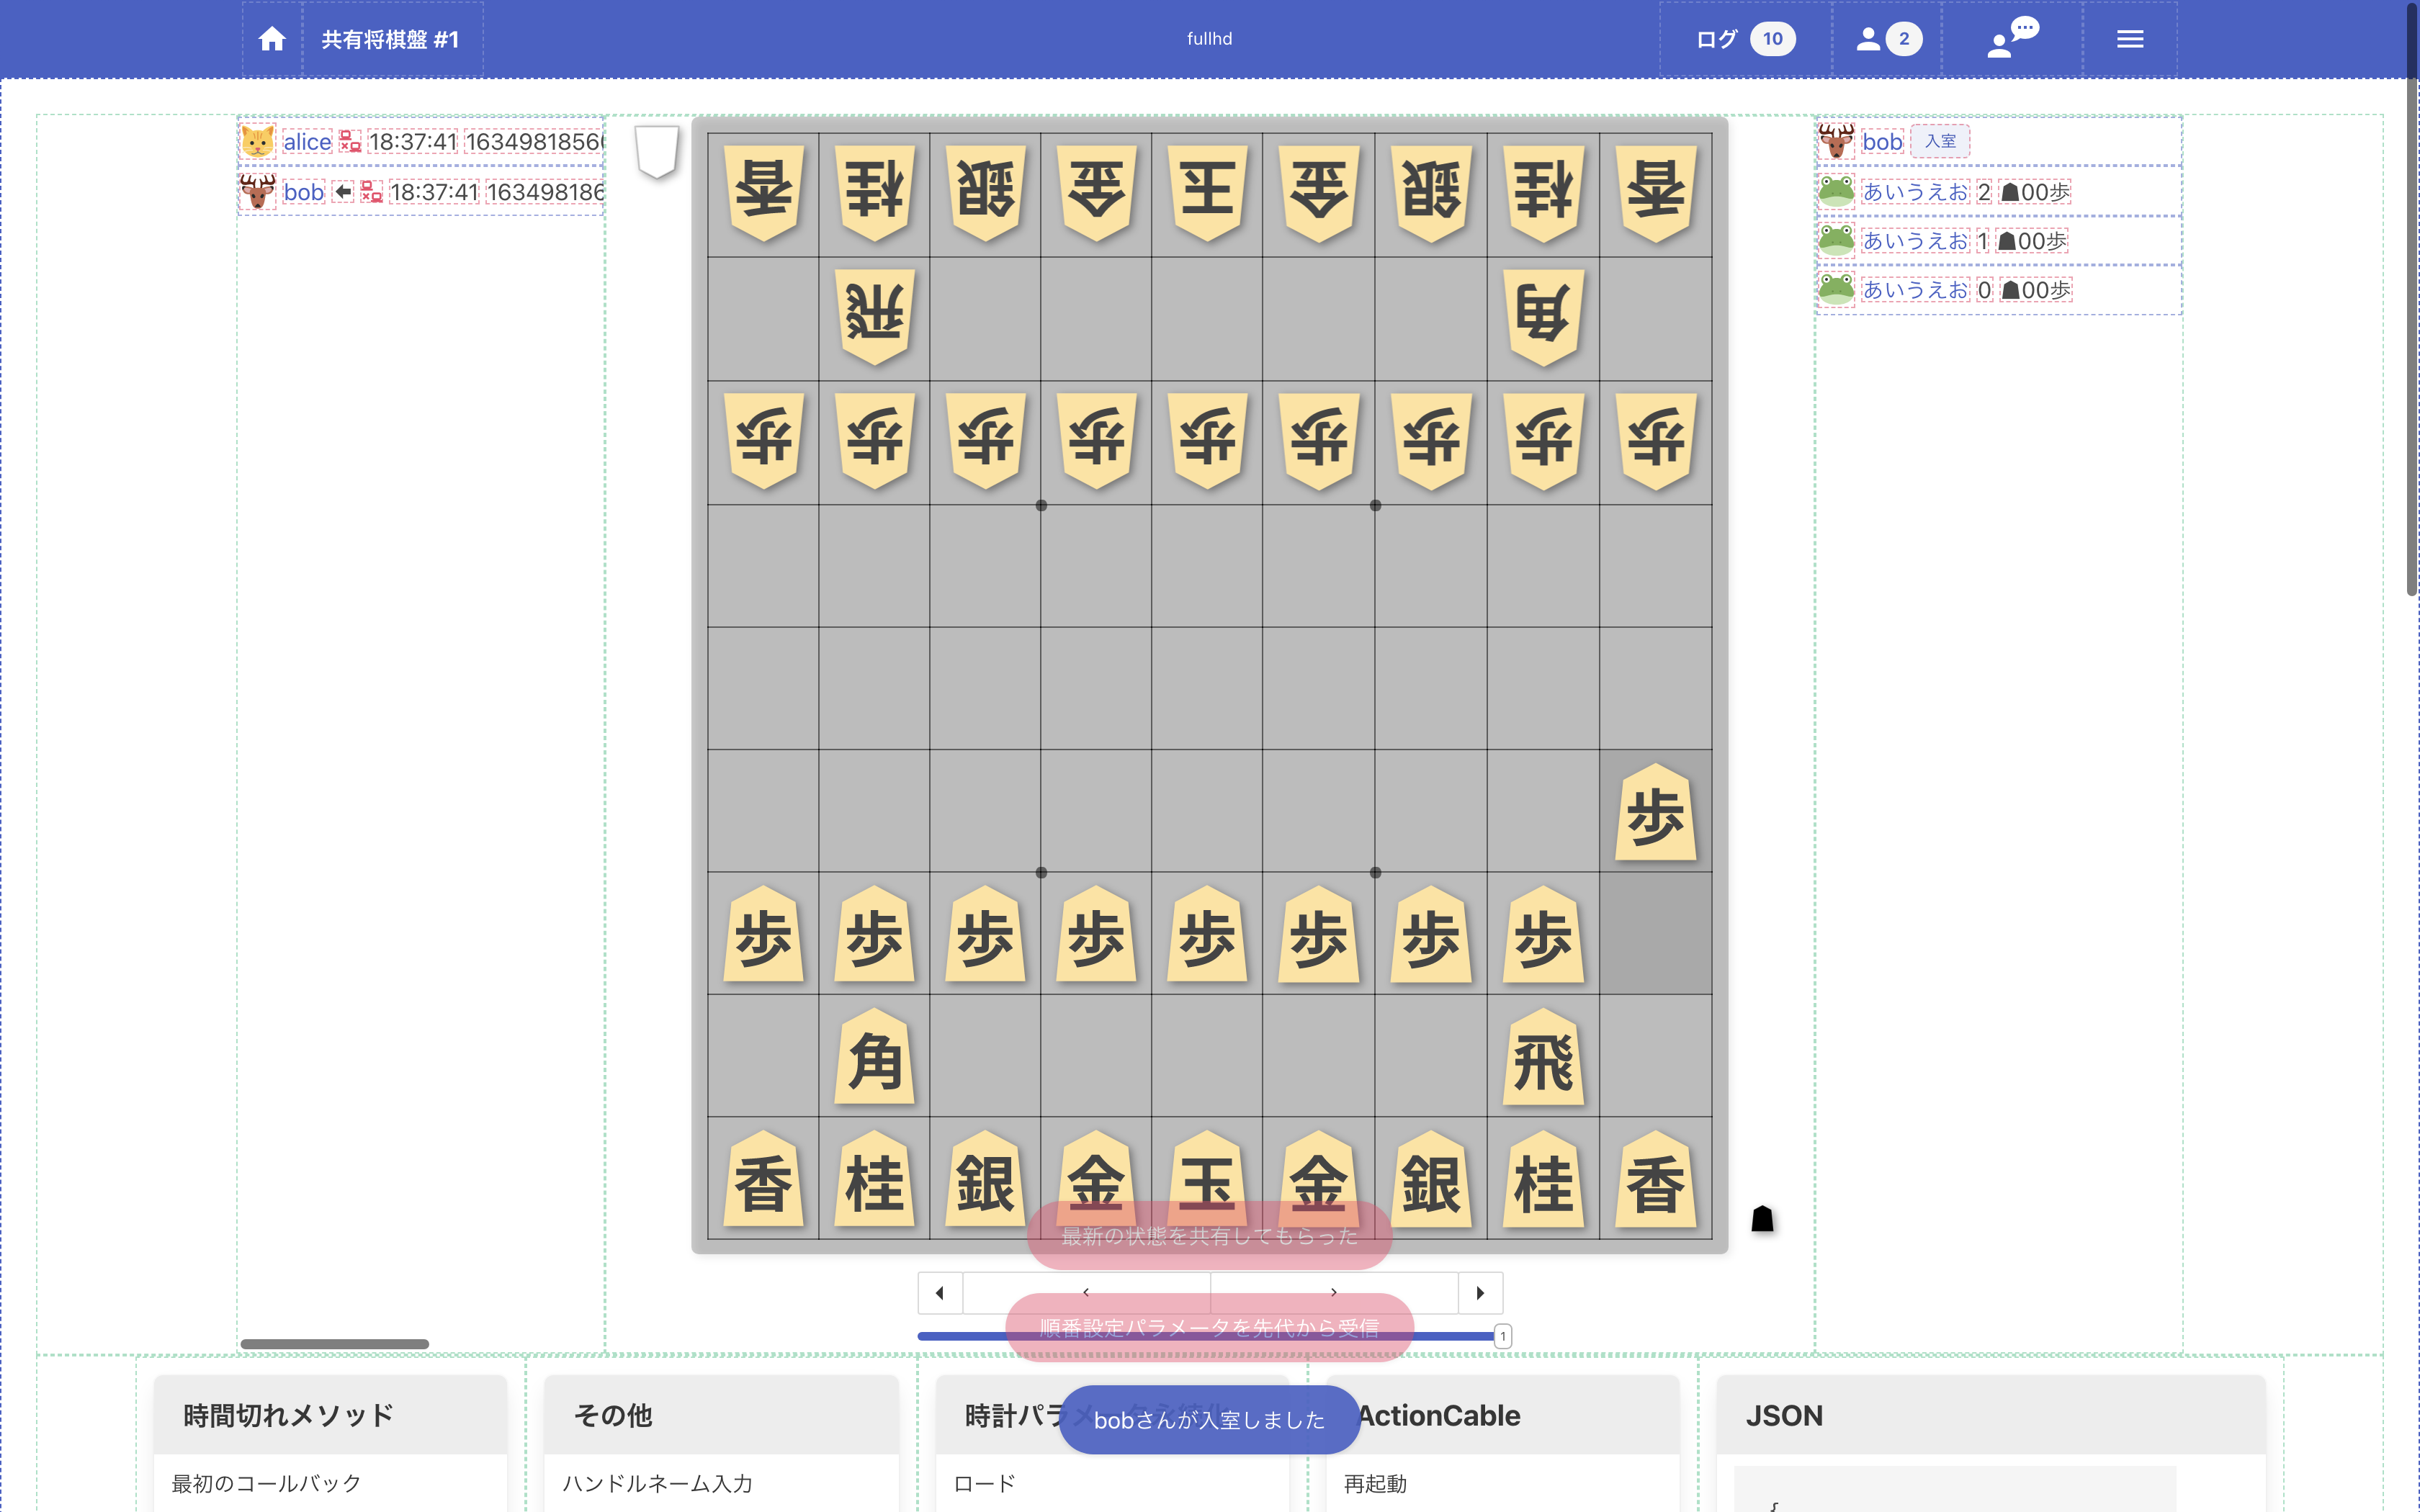 共有将棋盤 #1
fullhd
ログ 10
2
alice 18:37:41 1634981856
bob 18:37:41 163498186
香 桂 銀 金 玉 金 銀 桂 香
飛 角
歩 歩 歩 歩 歩 歩 歩 歩 歩
歩
歩 歩 歩 歩 歩 歩 歩 歩
角 飛
香 桂 銀 金 玉 金 銀 桂 香
bob 入室
あいうえお 2 ☗00歩
あいうえお 1 ☗00歩
あいうえお 0 ☗00歩
最新の状態を共有してもらった
順番設定パラメータを先代から受信
1
bobさんが入室しました
時間切れメソッド
最初のコールバック
その他
ハンドルネーム入力
時計パラメータ
ロード
ActionCable
再起動
JSON
{